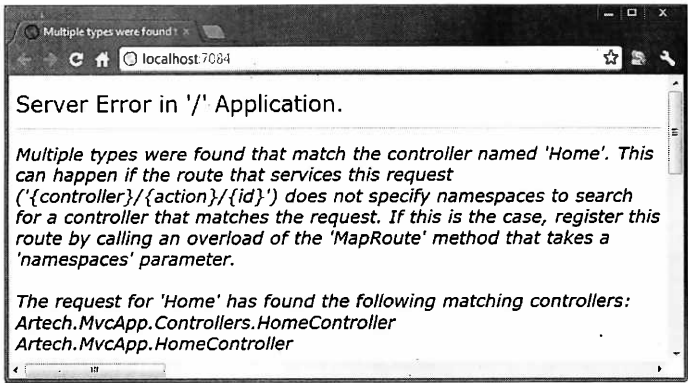 Multiple types were found t
localhost:7084
Server Error in '/' Application.
Multiple types were found that match the controller named 'Home'. This
can happen if the route that services this request
('{controller}/{action}/{id}') does not specify namespaces to search
for a controller that matches the request. If this is the case, register this
route by calling an overload of the 'MapRoute' method that takes a
'namespaces' parameter.
The request for 'Home' has found the following matching controllers:
Artech.MvcApp.Controllers.HomeController
Artech.MvcApp.HomeController